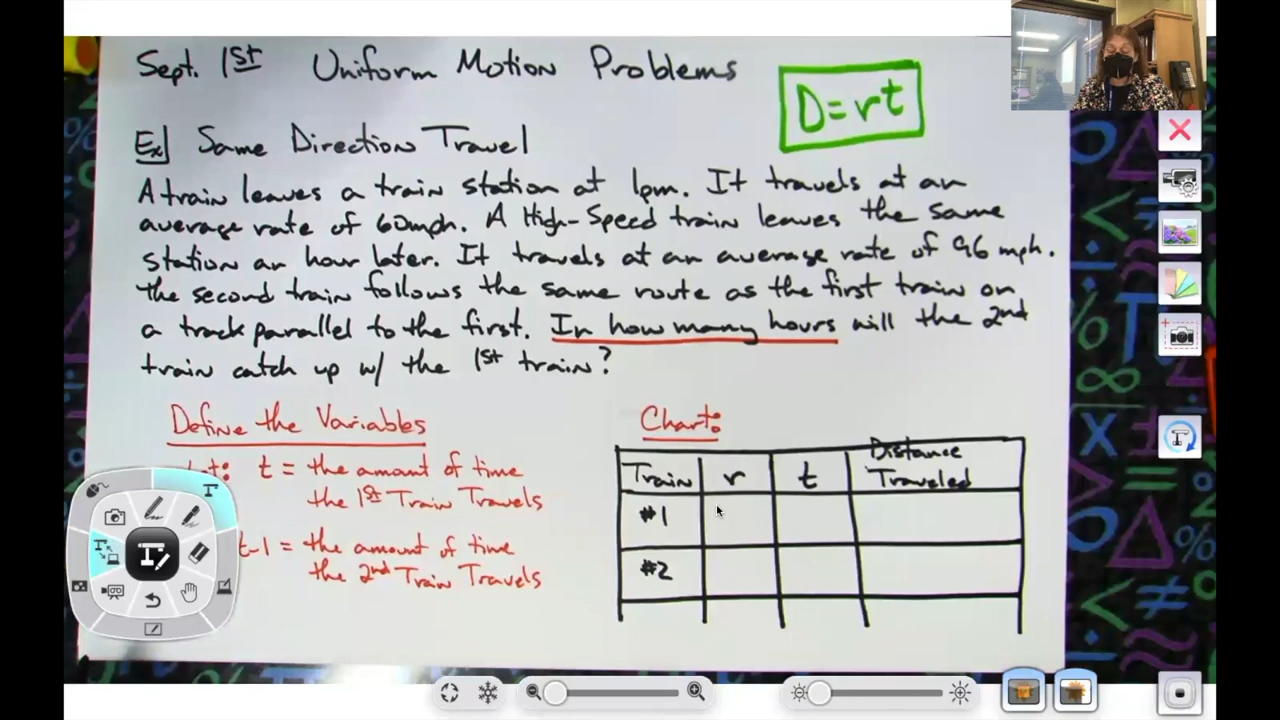 Sept. 1st Uniform Motion Problems
D=rt
Ex Same Direction Travel
A train leaves a train station at 1pm. It travels at an
average rate of 60mph. A High-Speed train leaves the same
station an hour later. It travels at an average rate of 96 mph.
The second train follows the same route as the first train on
a track parallel to the first. In how many hours will the 2nd
train catch up w/ the 1st train?
Define the Variables
t = the amount of time
the 1st Train Travels
t-1 = the amount of time
the 2nd Train Travels
Chart:
Train r t Distance Traveled
#1
#2